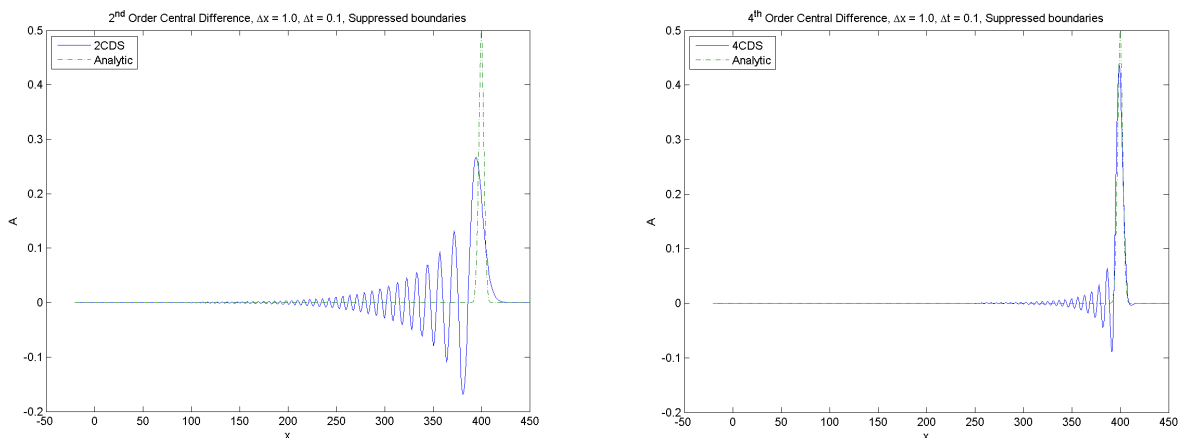 2nd Order Central Difference, Δx = 1.0, Δt = 0.1, Suppressed boundaries
2CDS
Analytic
0.5
0.4
0.3
0.2
0.1
0
-0.1
-0.2
A
-50 0 50 100 150 200 250 300 350 400 450
x
4th Order Central Difference, Δx = 1.0, Δt = 0.1, Suppressed boundaries
4CDS
Analytic
0.5
0.4
0.3
0.2
0.1
0
-0.1
-0.2
A
-50 0 50 100 150 200 250 300 350 400 450
x